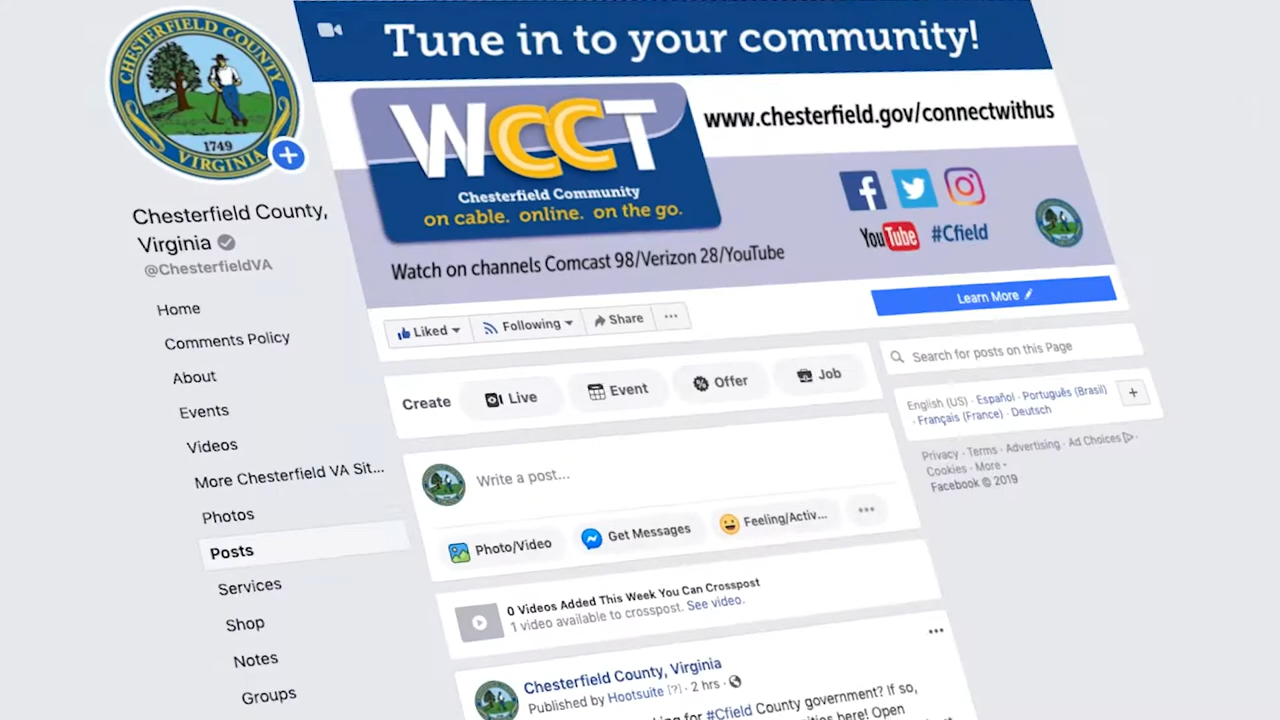 CHESTERFIELD COUNTY
1749
VIRGINIA
Chesterfield County,
Virginia
@ChesterfieldVA
Home
Comments Policy
About
Events
Videos
More Chesterfield VA Sit...
Photos
Posts
Services
Shop
Notes
Groups
Tune in to your community!
WCCT
Chesterfield Community
on cable. online. on the go.
www.chesterfield.gov/connectwithus
YouTube #Cfield
Watch on channels Comcast 98/Verizon 28/YouTube
Liked Following Share ...
Learn More
Create Live Event Offer Job
Write a post...
Photo/Video Get Messages Feeling/Activ... ...
0 Videos Added This Week You Can Crosspost
1 video available to crosspost. See video.
Chesterfield County, Virginia
Published by Hootsuite [?] · 2 hrs ·
for #Cfield County government? If so,
here! Open
Search for posts on this Page
English (US) · Español · Português (Brasil)
· Français (France) · Deutsch
Privacy · Terms · Advertising · Ad Choices ·
Cookies · More
Facebook © 2019